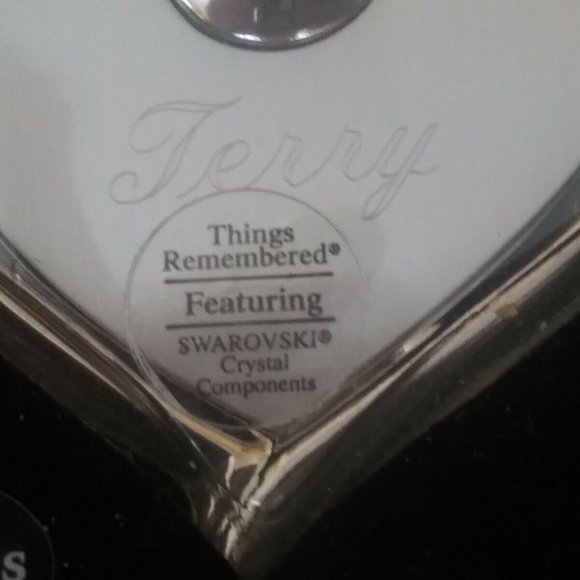 Terry
Things
Remembered®
Featuring
SWAROVSKI®
Crystal
Components
s